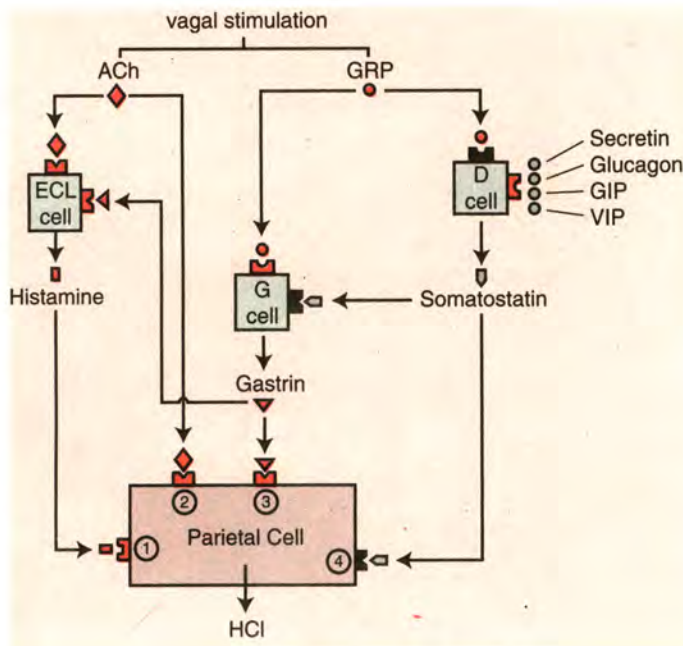 vagal stimulation
ACh
GRP
Secretin
Glucagon
GIP
VIP
ECL
cell
D
cell
Histamine
G
cell
Somatostatin
Gastrin
2
3
Parietal Cell
1
4
HCl